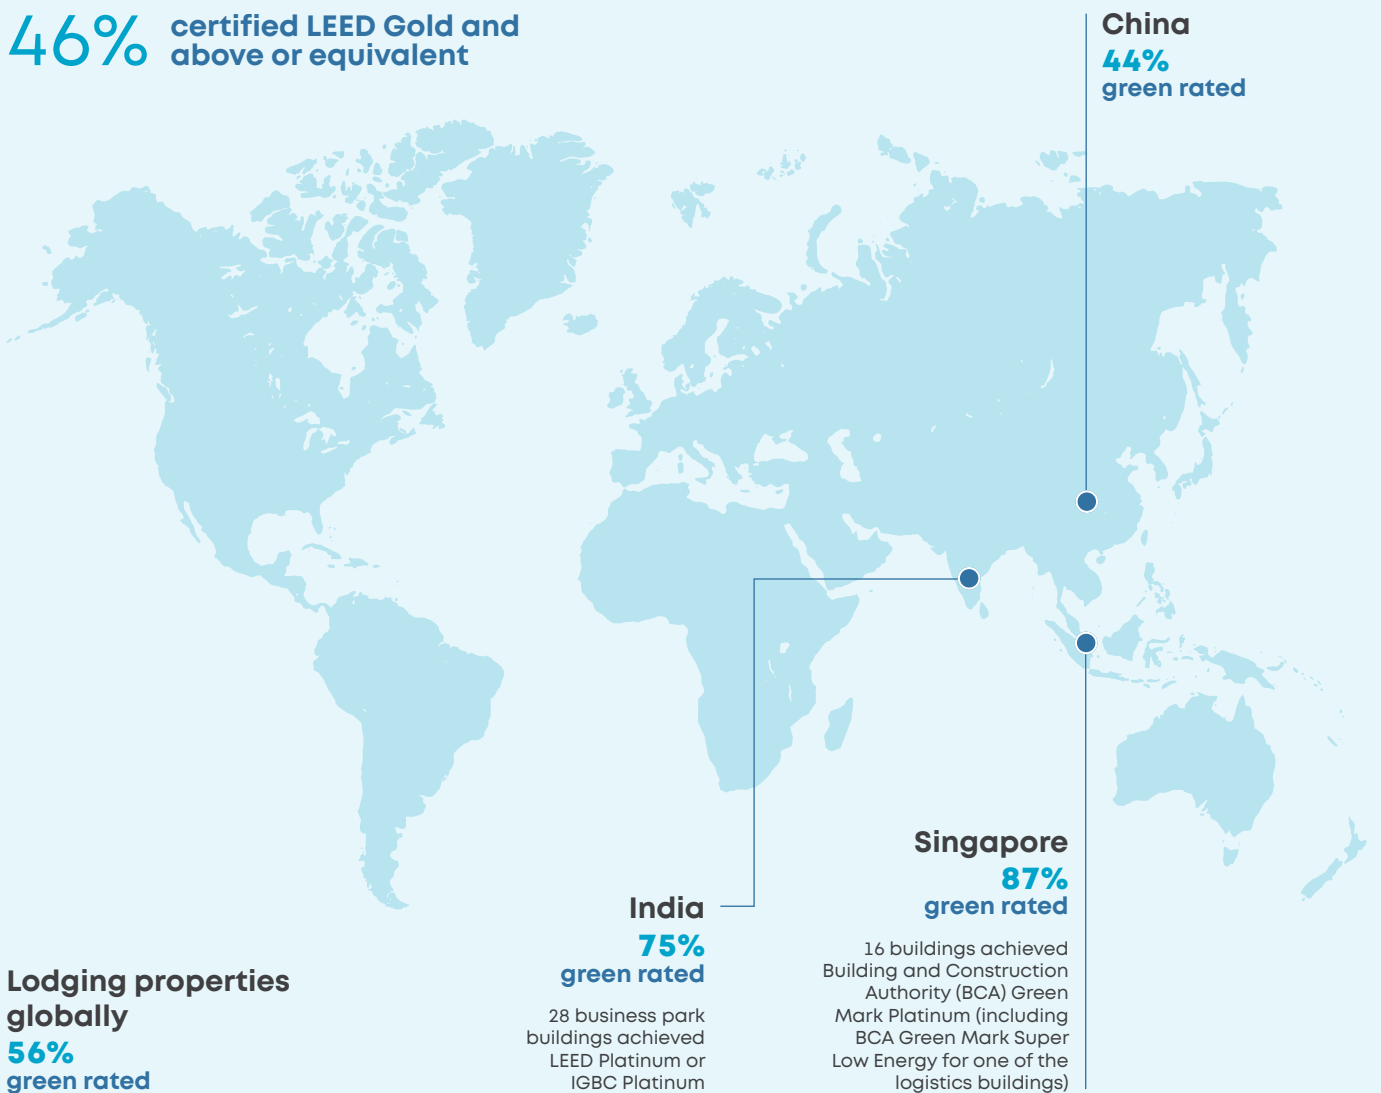 46%
certified LEED Gold and
above or equivalent
China
44%
green rated
Singapore
87%
green rated
16 buildings achieved
Building and Construction
Authority (BCA) Green
Mark Platinum (including
BCA Green Mark Super
Low Energy for one of the
logistics buildings)
India
75%
green rated
28 business park
buildings achieved
LEED Platinum or
IGBC Platinum
Lodging properties
globally
56%
green rated